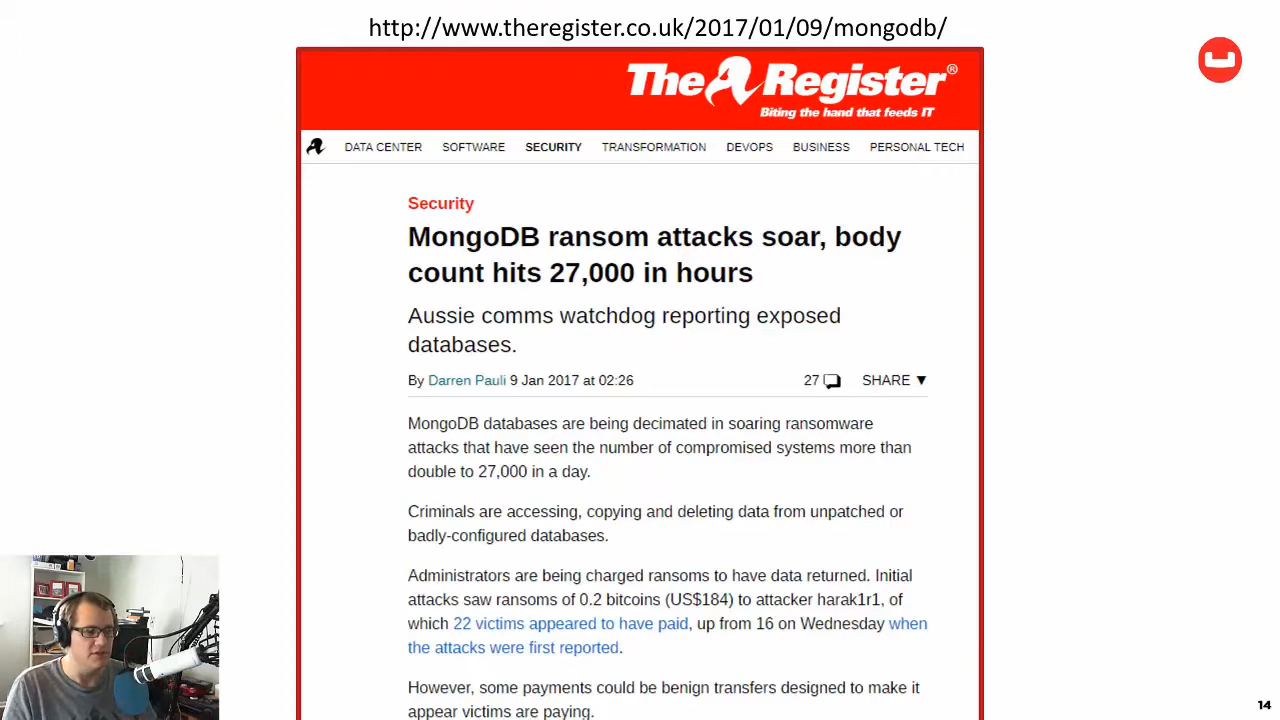 http://www.theregister.co.uk/2017/01/09/mongodb/
The Register®
Biting the hand that feeds IT
DATA CENTER SOFTWARE SECURITY TRANSFORMATION DEVOPS BUSINESS PERSONAL TECH
Security
MongoDB ransom attacks soar, body
count hits 27,000 in hours
Aussie comms watchdog reporting exposed
databases.
By Darren Pauli 9 Jan 2017 at 02:26 27 SHARE ▼
MongoDB databases are being decimated in soaring ransomware
attacks that have seen the number of compromised systems more than
double to 27,000 in a day.
Criminals are accessing, copying and deleting data from unpatched or
badly-configured databases.
Administrators are being charged ransoms to have data returned. Initial
attacks saw ransoms of 0.2 bitcoins (US$184) to attacker harak1r1, of
which 22 victims appeared to have paid, up from 16 on Wednesday when
the attacks were first reported.
However, some payments could be benign transfers designed to make it
appear victims are paying.
14